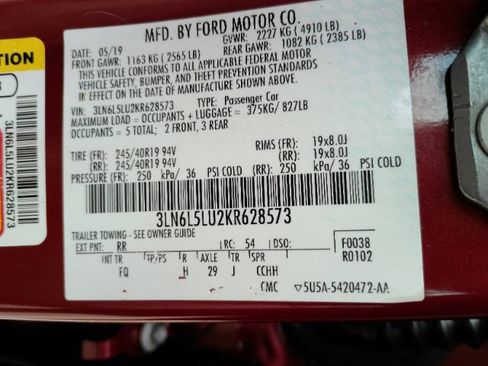 MFD. BY FORD MOTOR CO.
DATE: 05/19 GVWR: 2227 KG ( 4910 LB)
FRONT GAWR: 1163 KG ( 2565 LB) REAR GAWR: 1082 KG ( 2385 LB)
THIS VEHICLE CONFORMS TO ALL APPLICABLE FEDERAL MOTOR
VEHICLE SAFETY, BUMPER, AND THEFT PREVENTION STANDARDS
IN EFFECT ON THE DATE OF MANUFACTURE SHOWN ABOVE.
VIN: 3LN6L5LU2KR628573 TYPE: Passenger Car
MAXIMUM LOAD = OCCUPANTS + LUGGAGE = 375KG/ 827LB
OCCUPANTS = 5 TOTAL; 2 FRONT, 3 REAR
TIRE (FR): 245/40R19 94V RIMS (FR): 19x8.0J
(RR): 245/40R19 94V (RR): 19x8.0J
PRESSURE (FR): 250 kPa/ 36 PSI COLD (RR): 250 kPa/ 36 PSI COLD
3LN6L5LU2KR628573
TRAILER TOWING - SEE OWNER GUIDE
EXT PNT: RR RC: 54 DSO: F0038
R0102
INT TR TP/PS R AXLE TR SPR
FQ H 29 J CCHH
CMC ▽5U5A-5420472-AA
TION
3LN6L5LU2KR628573